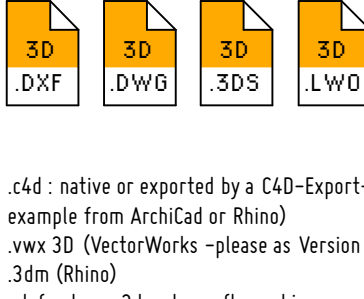 3D 3D 3D 3D
.DXF .DWG .3DS .LWO
.c4d : native or exported by a C4D-Export-
example from ArchiCad or Rhino)
.vwx 3D (VectorWorks -please as Version
.3dm (Rhino)